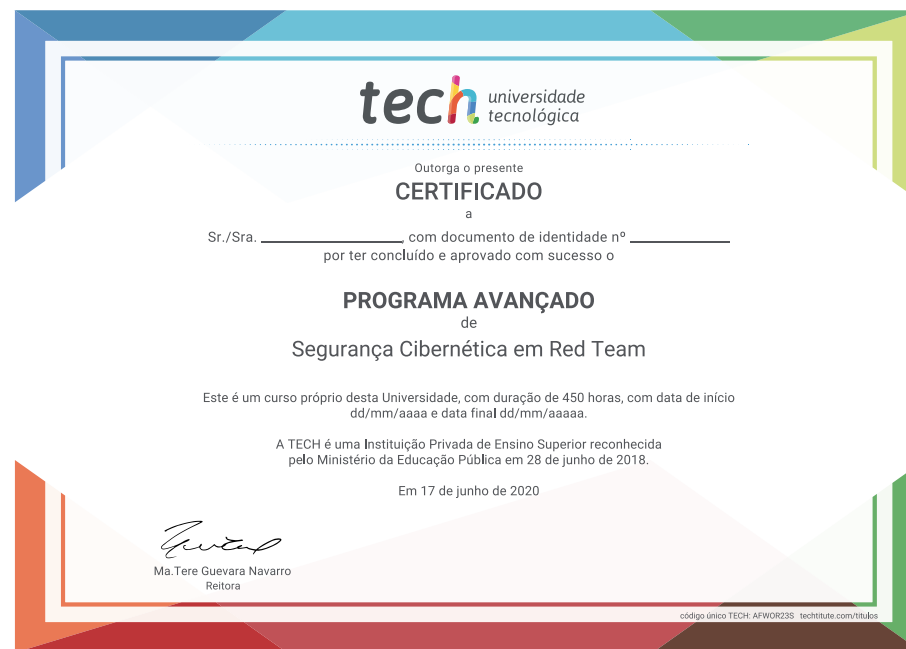 tech universidade
tecnológica
Outorga o presente
CERTIFICADO
a
Sr./Sra. ____________________, com documento de identidade nº ______________
por ter concluído e aprovado com sucesso o
PROGRAMA AVANÇADO
de
Segurança Cibernética em Red Team
Este é um curso próprio desta Universidade, com duração de 450 horas, com data de início
dd/mm/aaaa e data final dd/mm/aaaaa.
A TECH é uma Instituição Privada de Ensino Superior reconhecida
pelo Ministério da Educação Pública em 28 de junho de 2018.
Em 17 de junho de 2020
Ma.Tere Guevara Navarro
Reitora
código único TECH: AFWOR23S techtitute.com/titulos